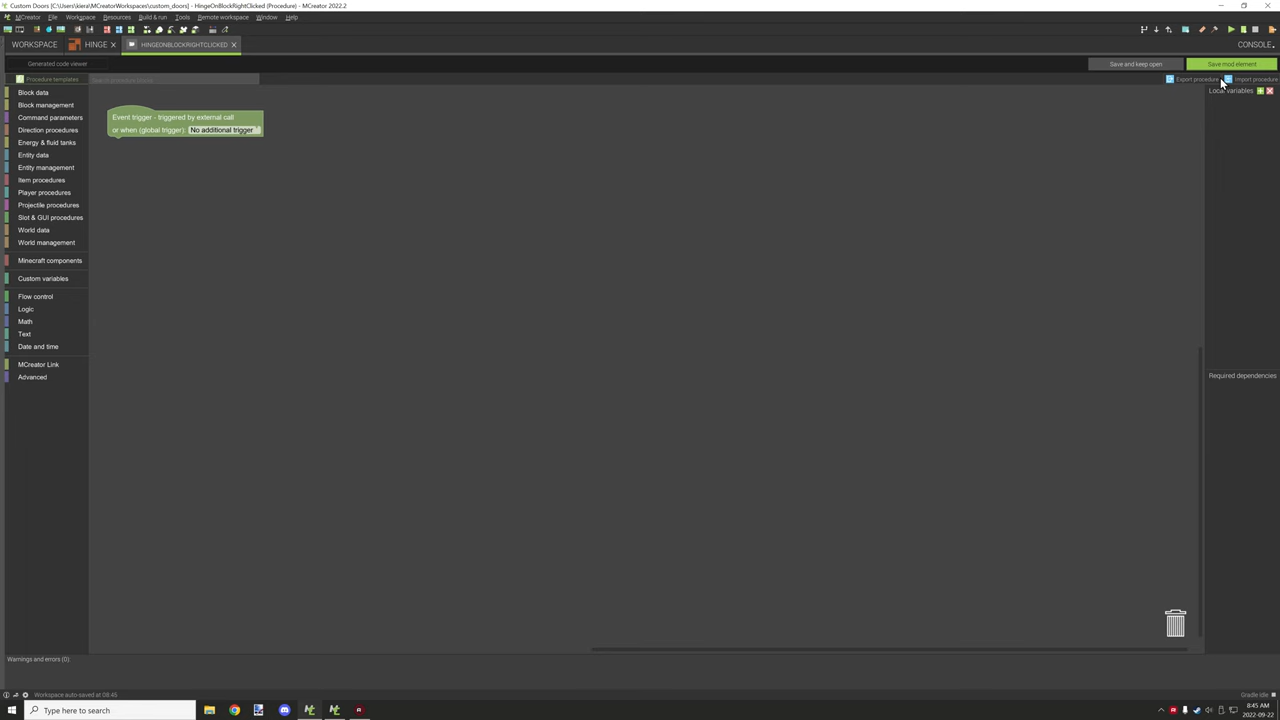 Custom Doors [C:\Users\kiera\MCreatorWorkspaces\custom_doors] - HingeOnBlockRightClicked (Procedure) - MCreator 2022.2
MCreator File Workspace Resources Build & run Tools Remote workspace Window Help
WORKSPACE HINGE HINGEONBLOCKRIGHTCLICKED CONSOLE
Generated code viewer Save and keep open Save mod element
Procedure templates Export procedure Import procedure
Local variables
Block data
Block management
Command parameters
Direction procedures
Energy & fluid tanks
Entity data
Entity management
Item procedures
Player procedures
Projectile procedures
Slot & GUI procedures
World data
World management
Minecraft components
Custom variables
Flow control
Logic
Math
Text
Date and time
MCreator Link
Advanced
Event trigger - triggered by external call
or when (global trigger): No additional trigger
Required dependencies
Warnings and errors (0)
Workspace auto-saved at 08:45 Gradle idle
Type here to search
8:45 AM
2022-09-22